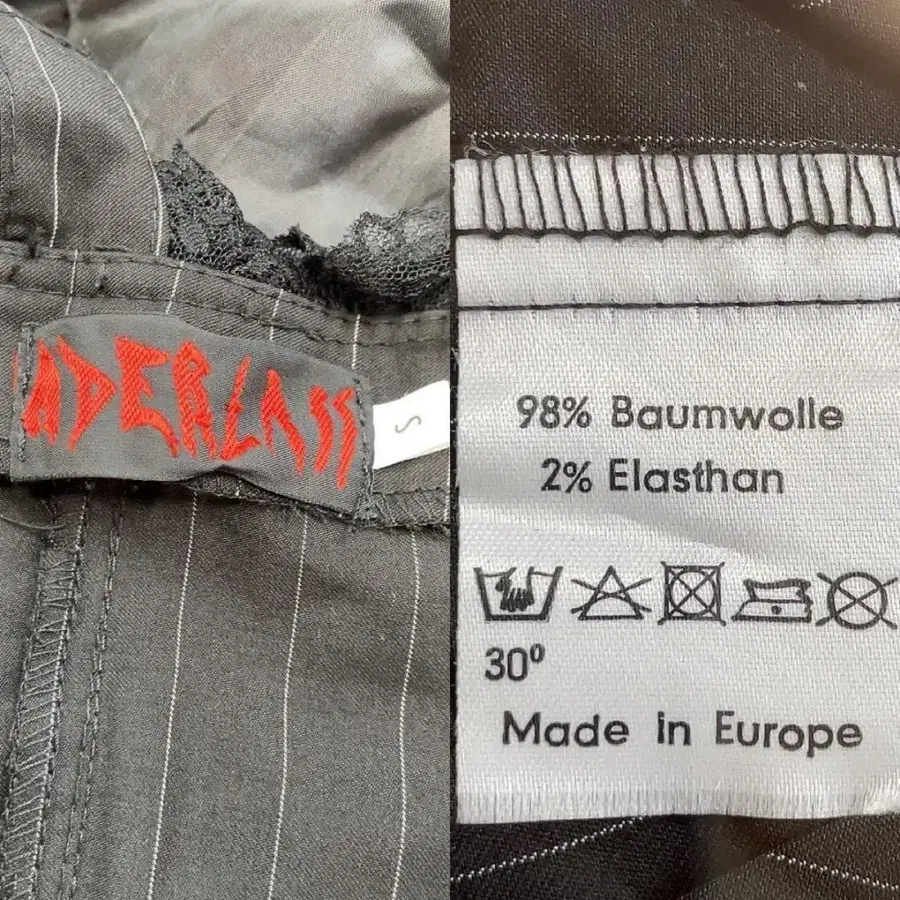 ADERLASS
S
98% Baumwolle
2% Elasthan
30°
Made in Europe